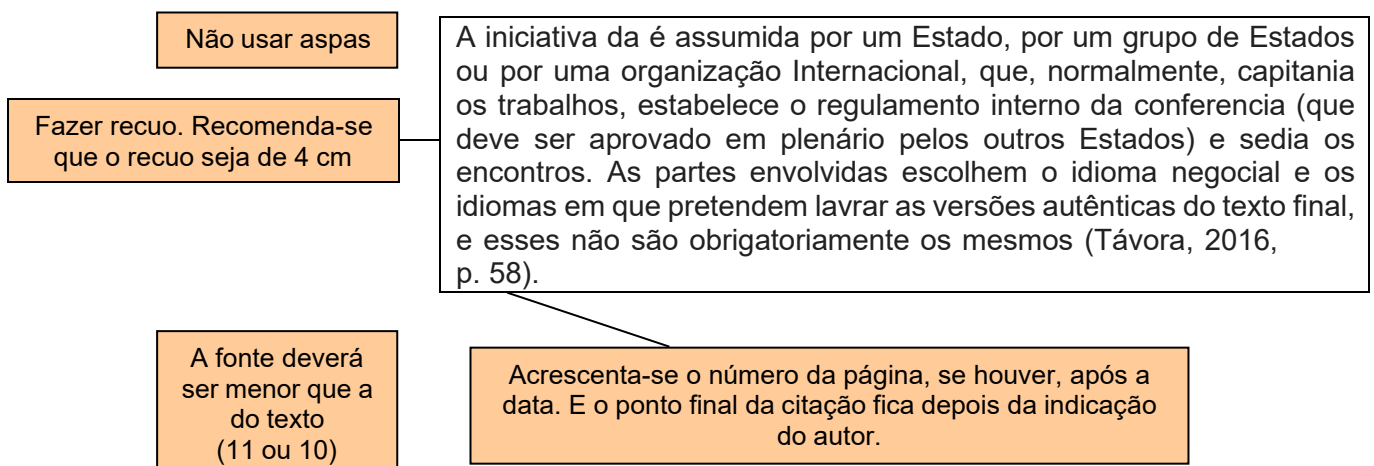 Não usar aspas
Fazer recuo. Recomenda-se
que o recuo seja de 4 cm
A iniciativa da é assumida por um Estado, por um grupo de Estados
ou por uma organização Internacional, que, normalmente, capitania
os trabalhos, estabelece o regulamento interno da conferencia (que
deve ser aprovado em plenário pelos outros Estados) e sedia os
encontros. As partes envolvidas escolhem o idioma negocial e os
idiomas em que pretendem lavrar as versões autênticas do texto final,
e esses não são obrigatoriamente os mesmos (Távora, 2016,
p. 58).
A fonte deverá
ser menor que a
do texto
(11 ou 10)
Acrescenta-se o número da página, se houver, após a
data. E o ponto final da citação fica depois da indicação
do autor.